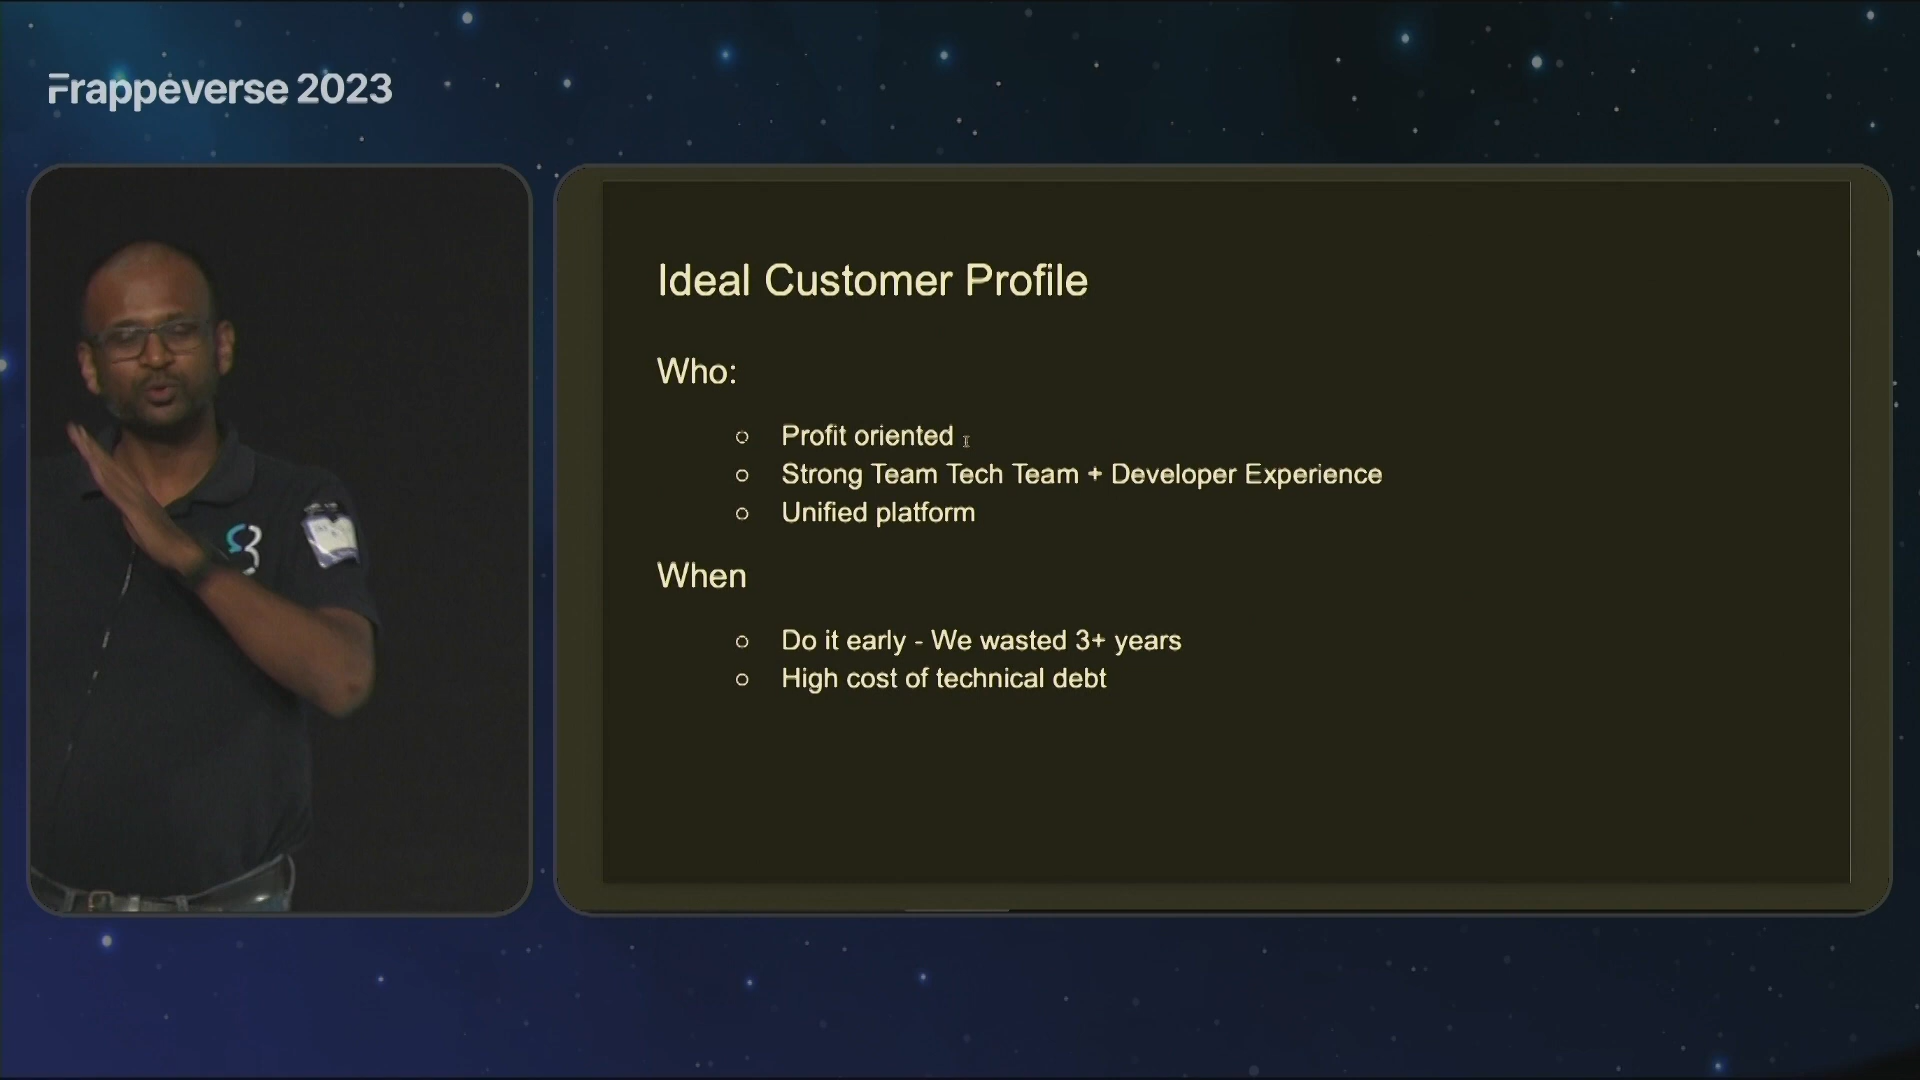 Frappeverse 2023
Ideal Customer Profile
Who:
Profit oriented
Strong Team Tech Team + Developer Experience
Unified platform
When
Do it early - We wasted 3+ years
High cost of technical debt